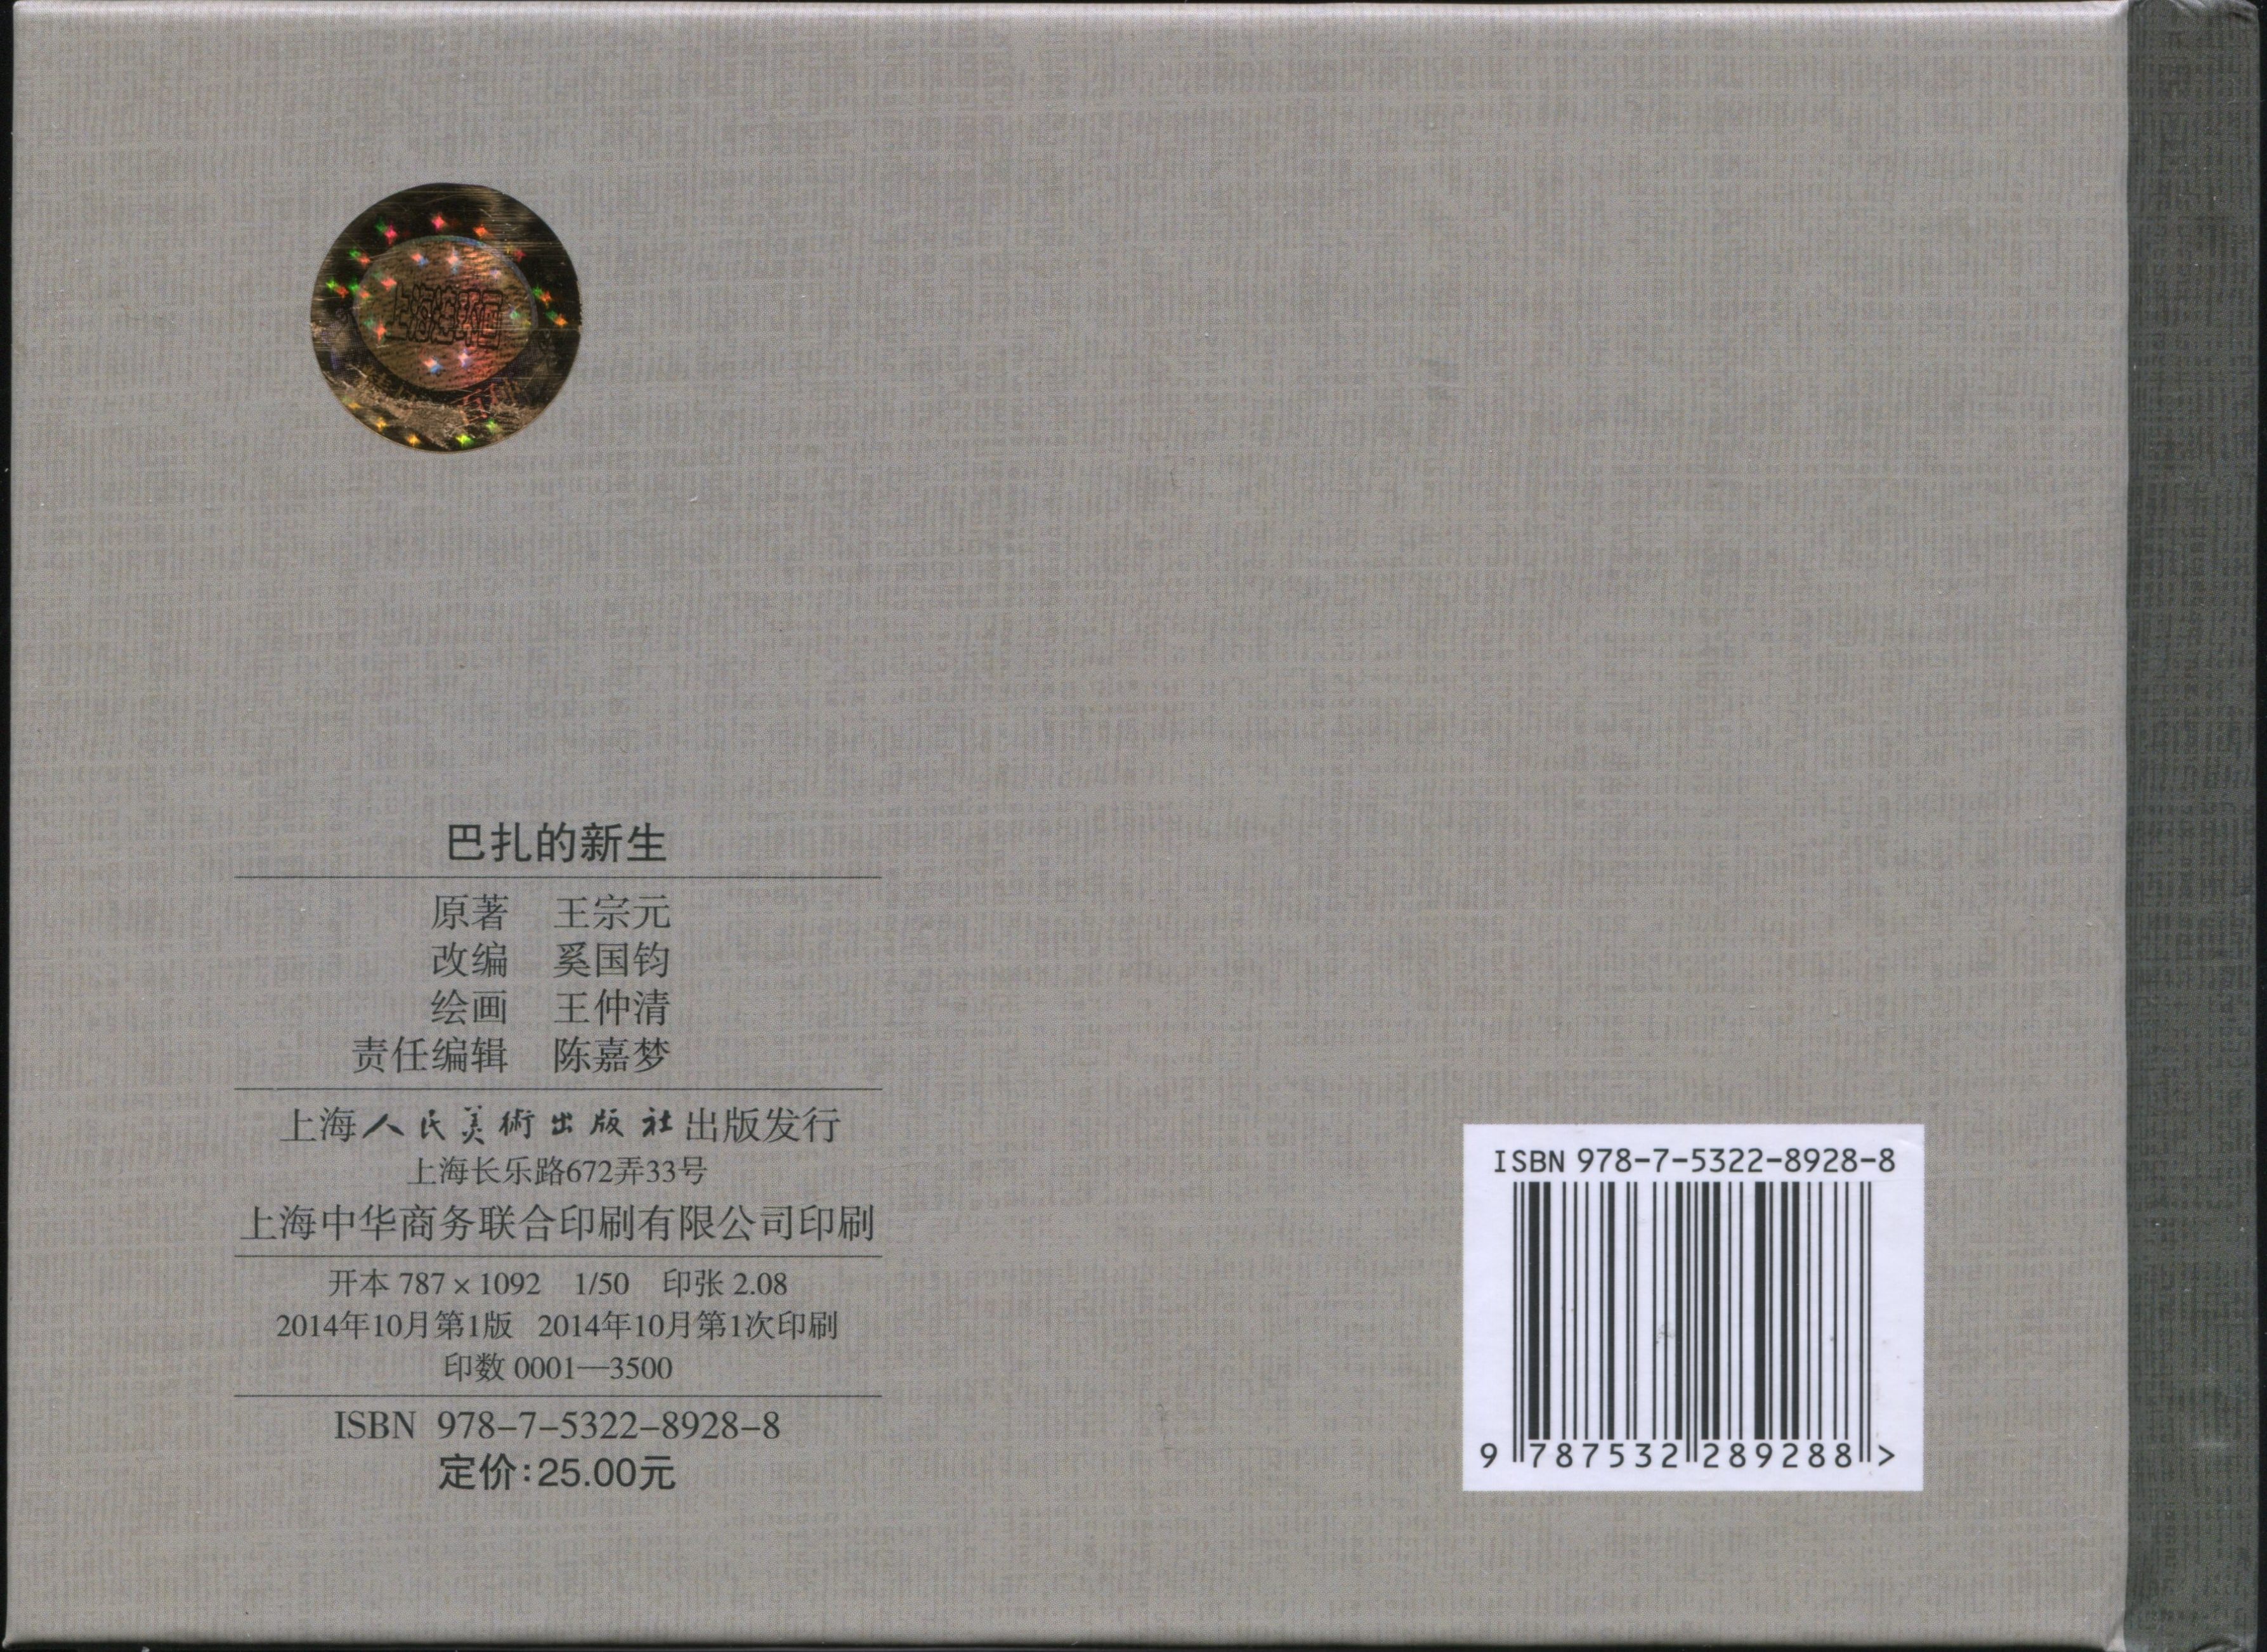 上海连环画
巴扎的新生
原著 王宗元
改编 奚国钧
绘画 王仲清
责任编辑 陈嘉梦
上海人民美術出版社出版发行
上海长乐路672弄33号
上海中华商务联合印刷有限公司印刷
开本 787×1092 1/50 印张 2.08
2014年10月第1版 2014年10月第1次印刷
印数 0001—3500
ISBN 978-7-5322-8928-8
定价:25.00元
ISBN 978-7-5322-8928-8
9 787532 289288 >